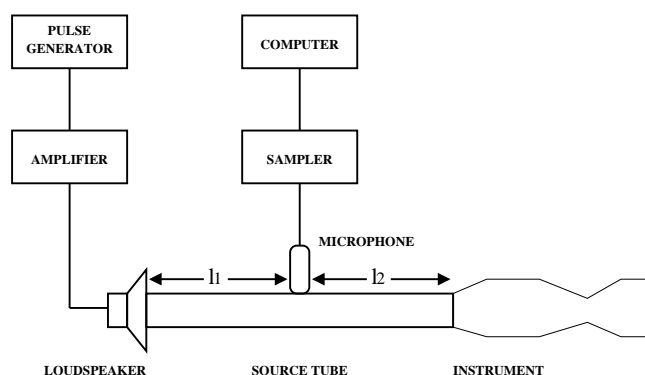 PULSE
GENERATOR
COMPUTER
AMPLIFIER
SAMPLER
MICROPHONE
l1
l2
LOUDSPEAKER
SOURCE TUBE
INSTRUMENT